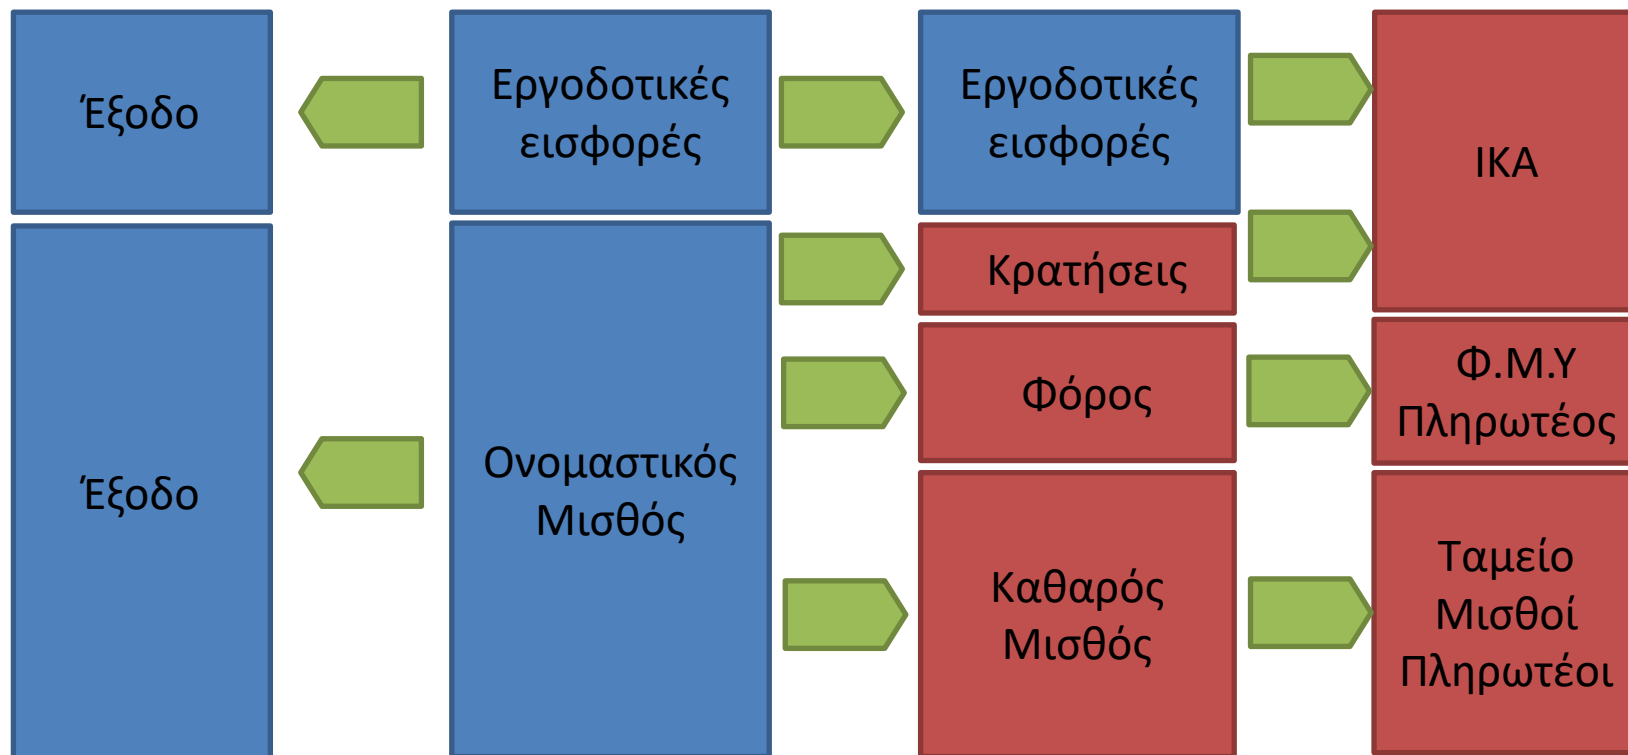 Έξοδο
Εργοδοτικές
εισφορές
Εργοδοτικές
εισφορές
ΙΚΑ
Κρατήσεις
Φόρος
Φ.Μ.Υ
Πληρωτέος
Έξοδο
Ονομαστικός
Μισθός
Καθαρός
Μισθός
Ταμείο
Μισθοί
Πληρωτέοι